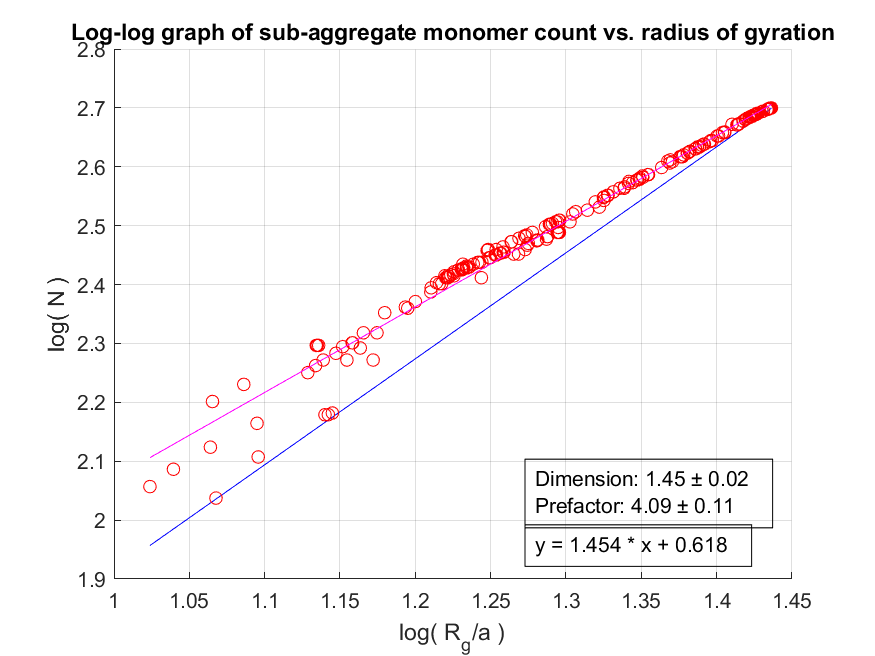 Log-log graph of sub-aggregate monomer count vs. radius of gyration
2.8
2.7
2.6
2.5
2.4
2.3
2.2
2.1
2
1.9
log( N )
Dimension: 1.45 ± 0.02
Prefactor: 4.09 ± 0.11
y = 1.454 * x + 0.618
1 1.05 1.1 1.15 1.2 1.25 1.3 1.35 1.4 1.45
log( R_g/a )